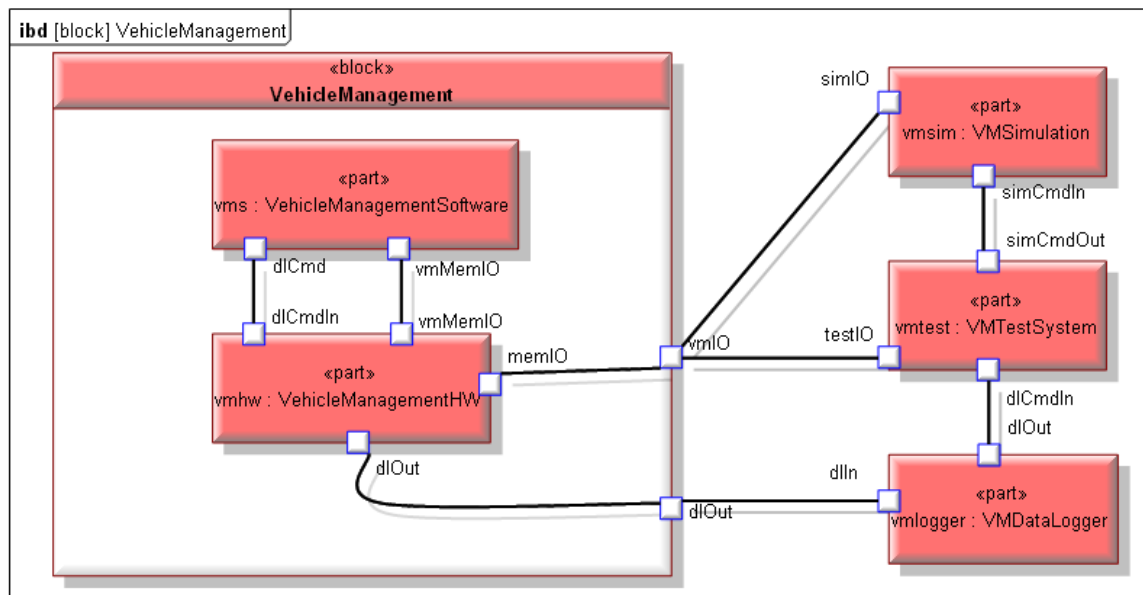 ibd [block] VehicleManagement
«block»
VehicleManagement
«part»
vms : VehicleManagementSoftware
dlCmd
vmMemIO
dlCmdIn
vmMemIO
«part»
vmhw : VehicleManagementHW
memIO
dlOut
vmIO
dlOut
simIO
«part»
vmsim : VMSimulation
simCmdIn
simCmdOut
testIO
«part»
vmtest : VMTestSystem
dlCmdIn
dlOut
dlIn
«part»
vmlogger : VMDataLogger